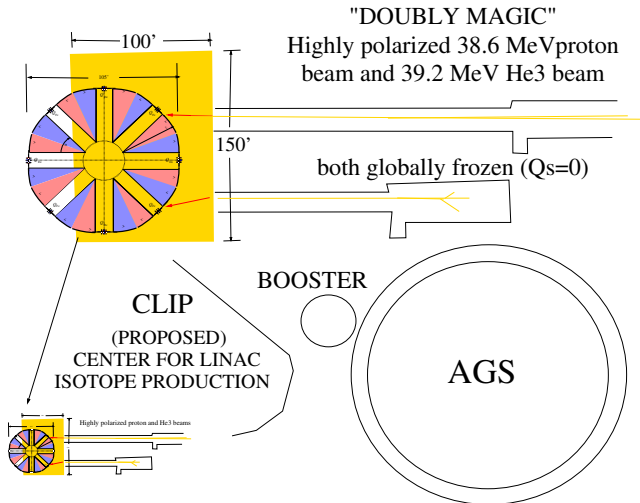 "DOUBLY MAGIC"
Highly polarized 38.6 MeVproton
beam and 39.2 MeV He3 beam
100’
150’
both globally frozen (Qs=0)
BOOSTER
CLIP
(PROPOSED)
CENTER FOR LINAC
ISOTOPE PRODUCTION
AGS
Highly polarized proton and He3 beams